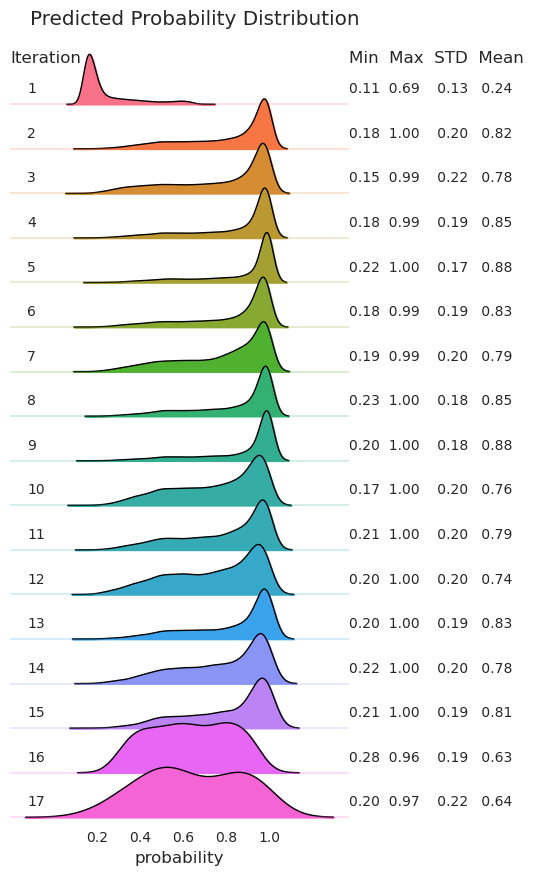 Predicted Probability Distribution
Iteration Min Max STD Mean
1 0.11 0.69 0.13 0.24
2 0.18 1.00 0.20 0.82
3 0.15 0.99 0.22 0.78
4 0.18 0.99 0.19 0.85
5 0.22 1.00 0.17 0.88
6 0.18 0.99 0.19 0.83
7 0.19 0.99 0.20 0.79
8 0.23 1.00 0.18 0.85
9 0.20 1.00 0.18 0.88
10 0.17 1.00 0.20 0.76
11 0.21 1.00 0.20 0.79
12 0.20 1.00 0.20 0.74
13 0.20 1.00 0.19 0.83
14 0.22 1.00 0.20 0.78
15 0.21 1.00 0.19 0.81
16 0.28 0.96 0.19 0.63
17 0.20 0.97 0.22 0.64
0.2 0.4 0.6 0.8 1.0
probability